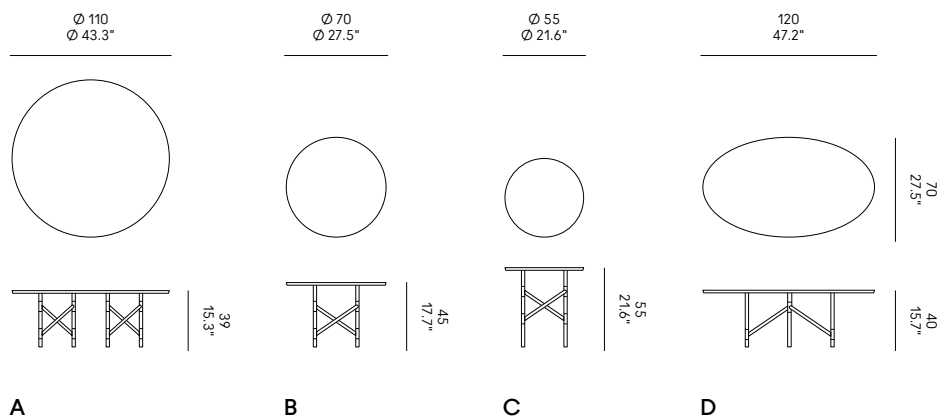 Ø 110
Ø 43.3"
Ø 70
Ø 27.5"
Ø 55
Ø 21.6"
120
47.2"
70
27.5"
39
15.3"
45
17.7"
55
21.6"
40
15.7"
A
B
C
D